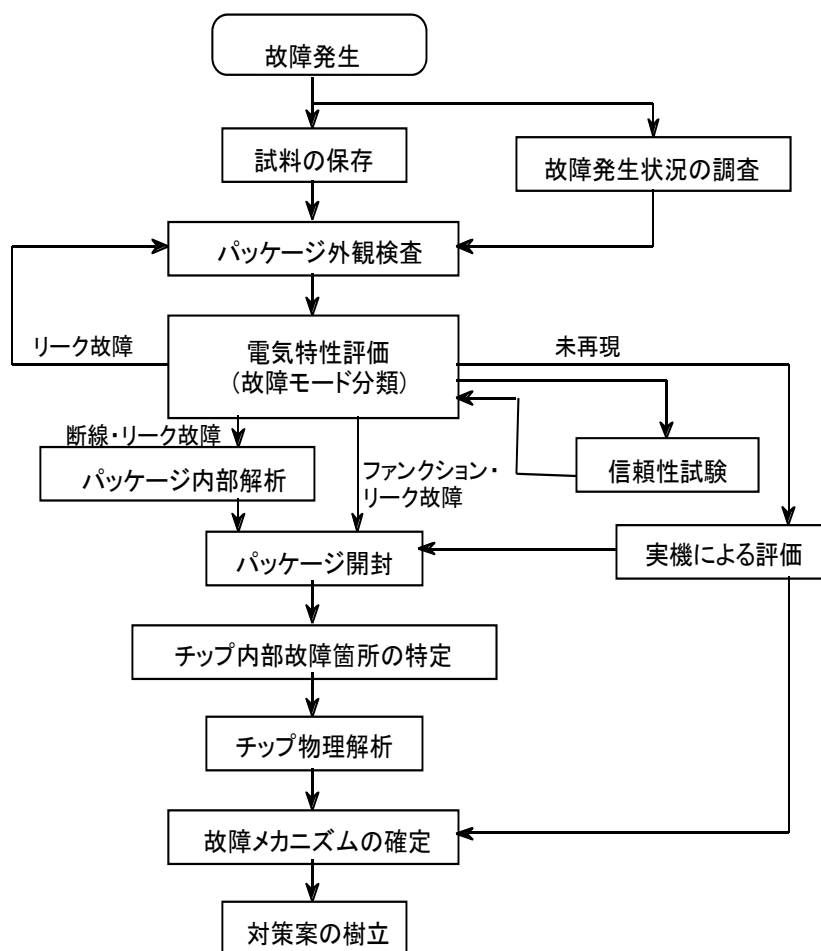 故障発生
試料の保存
故障発生状況の調査
パッケージ外観検査
リーク故障
電気特性評価
(故障モード分類)
未再現
断線・リーク故障
パッケージ内部解析
ファンクション・
リーク故障
信頼性試験
パッケージ開封
実機による評価
チップ内部故障箇所の特定
チップ物理解析
故障メカニズムの確定
対策案の樹立